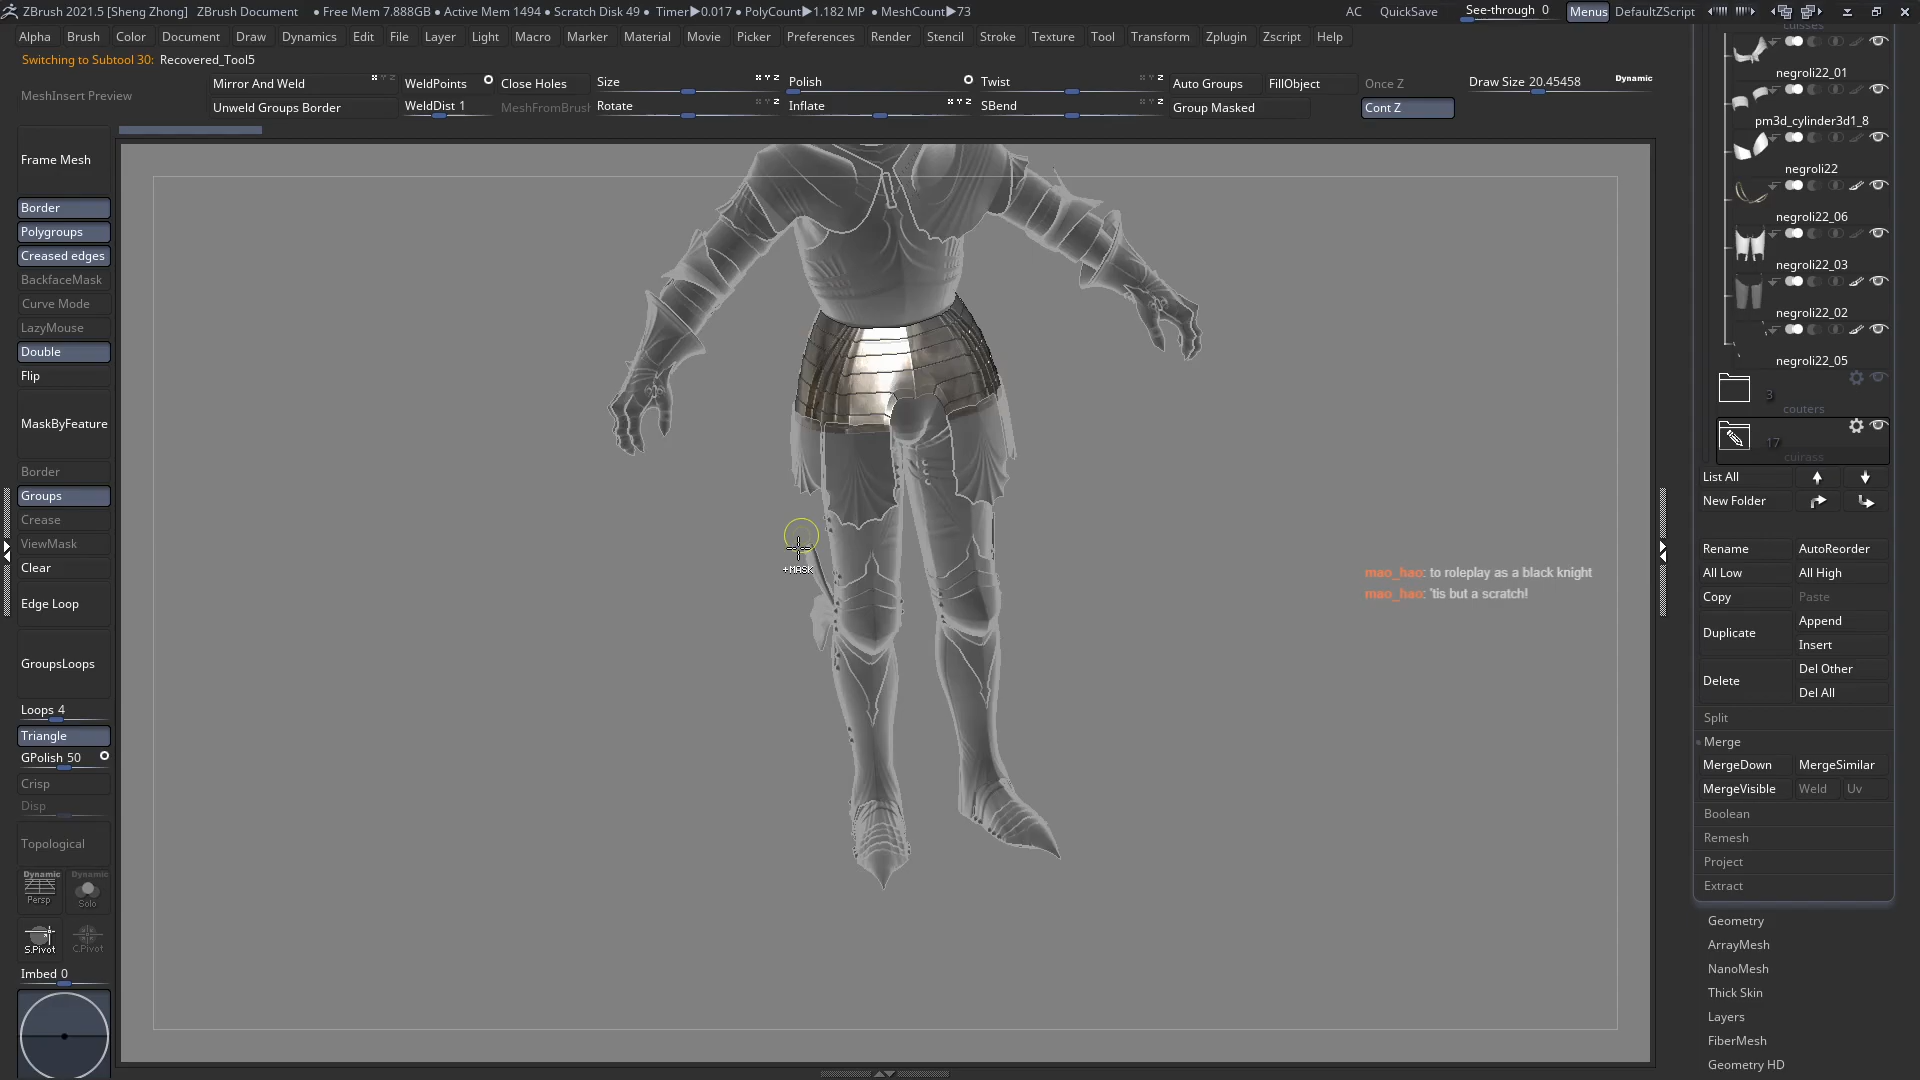 ZBrush 2021.5 [Sheng Zhong] ZBrush Document ● Free Mem 7.888GB ● Active Mem 1494 ● Scratch Disk 49 ● Timer▶0.017 ● PolyCount▶1.182 MP ● MeshCount▶73 AC QuickSave See-through 0 Menus DefaultZScript
Alpha Brush Color Document Draw Dynamics Edit File Layer Light Macro Marker Material Movie Picker Preferences Render Stencil Stroke Texture Tool Transform Zplugin Zscript Help
Switching to Subtool 30: Recovered_Tool5
MeshInsert Preview
Mirror And Weld
Unweld Groups Border
WeldPoints
WeldDist 1
Close Holes
MeshFromBrush
Size
Rotate
Polish
Inflate
Twist
SBend
Auto Groups
Group Masked
FillObject
Once Z
Cont Z
Draw Size 20.45458
Dynamic
Frame Mesh
Border
Polygroups
Creased edges
BackfaceMask
Curve Mode
LazyMouse
Double
Flip
MaskByFeature
Border
Groups
Crease
ViewMask
Clear
Edge Loop
GroupsLoops
Loops 4
Triangle
GPolish 50
Crisp
Disp
Topological
Dynamic
Persp
Dynamic
Solo
S.Pivot
C.Pivot
Imbed 0
+MASK
mao_hao: to roleplay as a black knight
mao_hao: 'tis but a scratch!
cuisses
negroli22_01
pm3d_cylinder3d1_8
negroli22
negroli22_06
negroli22_03
negroli22_02
negroli22_05
3
couters
17
cuirass
List All
New Folder
Rename
AutoReorder
All Low
All High
Copy
Paste
Duplicate
Append
Insert
Delete
Del Other
Del All
Split
Merge
MergeDown
MergeSimilar
MergeVisible
Weld
Uv
Boolean
Remesh
Project
Extract
Geometry
ArrayMesh
NanoMesh
Thick Skin
Layers
FiberMesh
Geometry HD